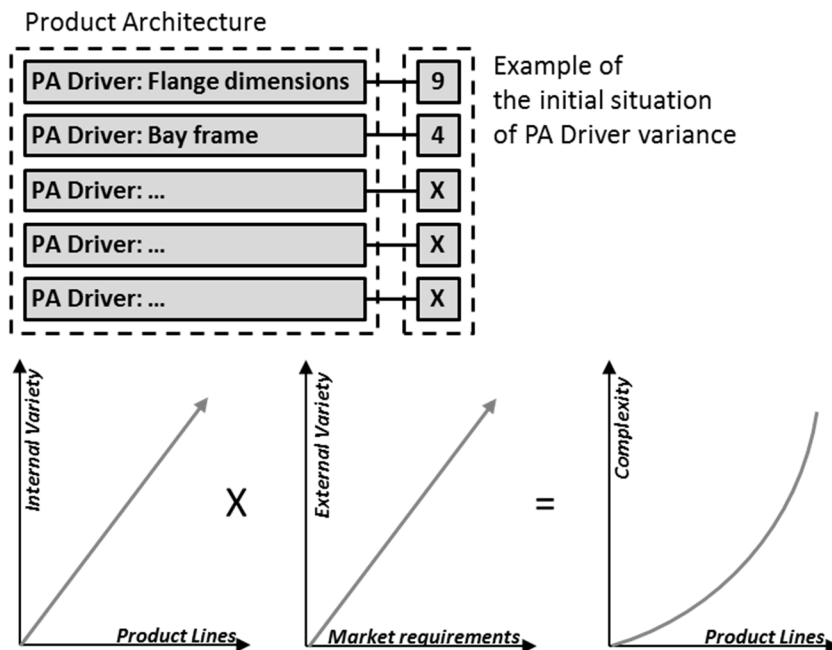 Product Architecture
PA Driver: Flange dimensions 9
PA Driver: Bay frame 4
PA Driver: ... X
PA Driver: ... X
PA Driver: ... X
Example of
the initial situation
of PA Driver variance
Internal Variety
Product Lines
X
External Variety
Market requirements
=
Complexity
Product Lines